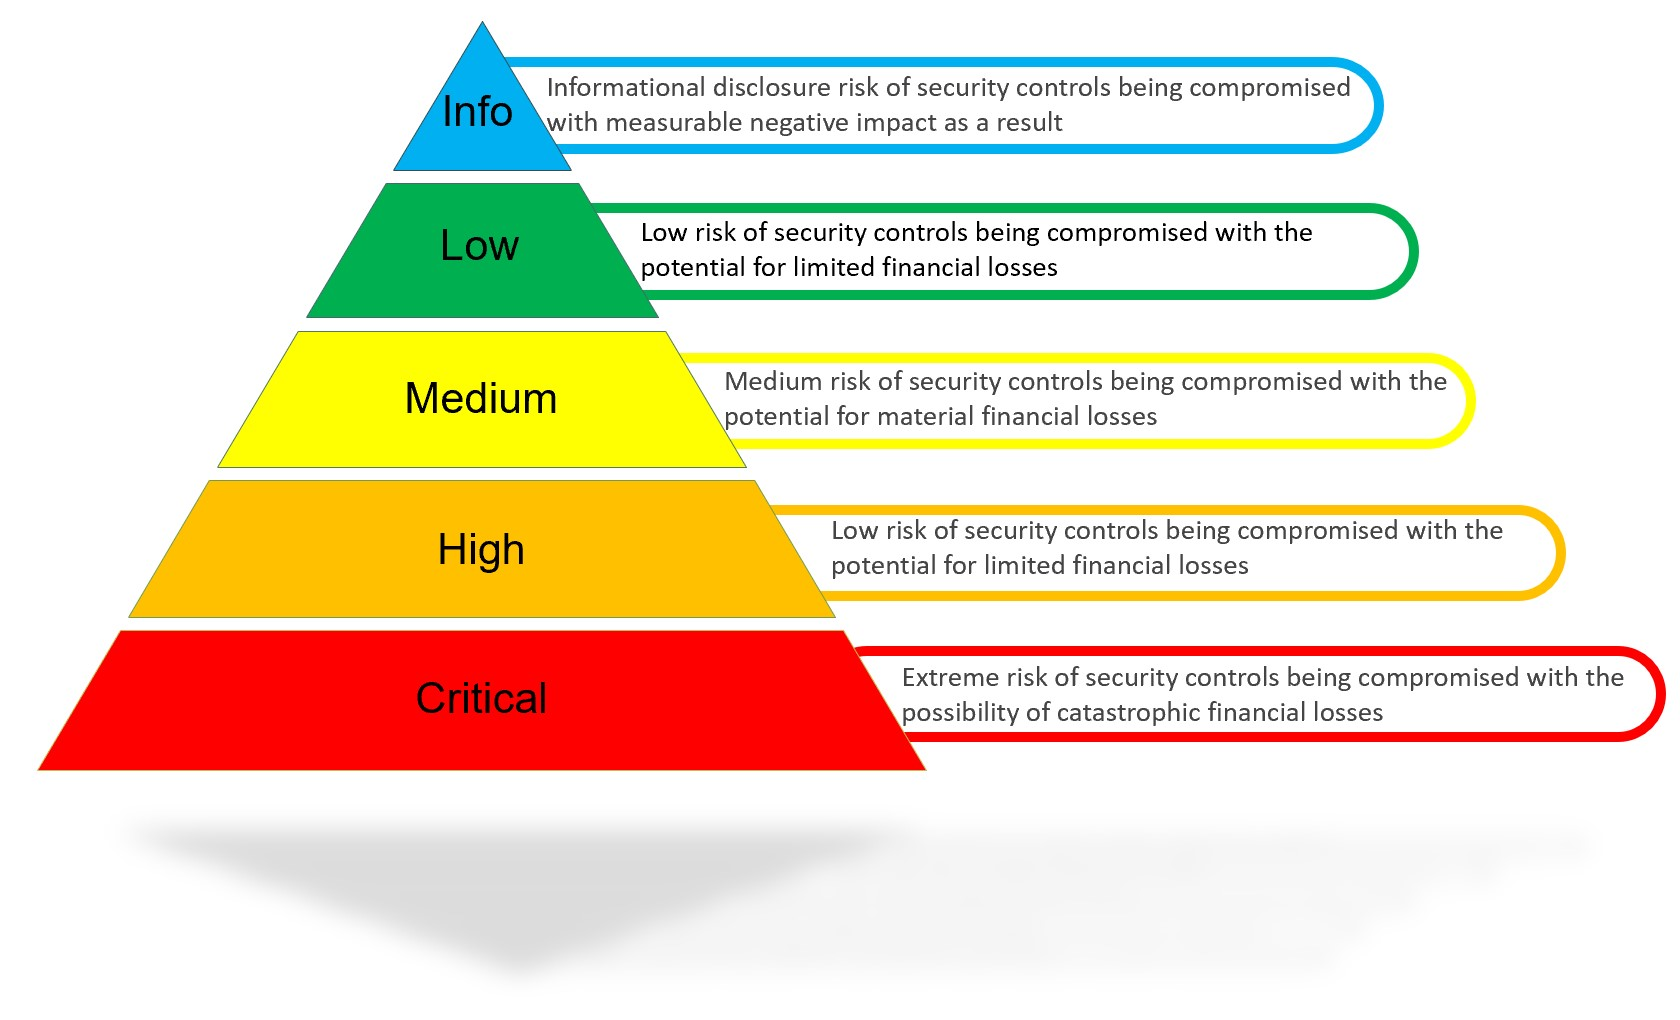 Info
Informational disclosure risk of security controls being compromised
with measurable negative impact as a result
Low
Low risk of security controls being compromised with the
potential for limited financial losses
Medium
Medium risk of security controls being compromised with the
potential for material financial losses
High
Low risk of security controls being compromised with the
potential for limited financial losses
Critical
Extreme risk of security controls being compromised with the
possibility of catastrophic financial losses